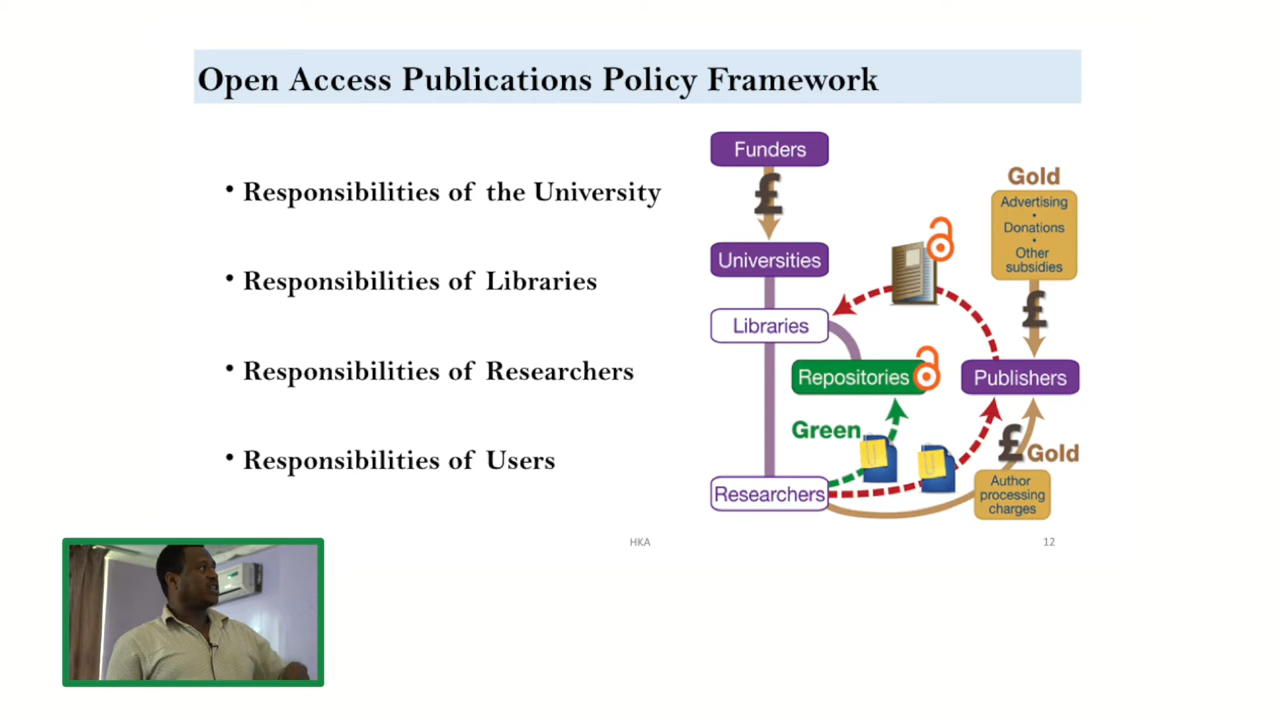 Open Access Publications Policy Framework
• Responsibilities of the University
• Responsibilities of Libraries
• Responsibilities of Researchers
• Responsibilities of Users
Funders
£
Universities
Libraries
Repositories
Green
Researchers
Gold
Advertising
•
Donations
•
Other
subsidies
£
Publishers
£
Gold
Author
processing
charges
HKA
12